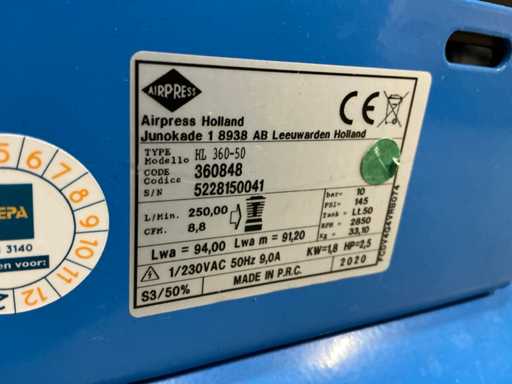 AIRPRESS
Airpress Holland
Junokade 1 8938 AB Leeuwarden Holland
TYPE
Modello HL 360-50
CODE
Codice 360848
S/N 5228150041
L/Min. 250,00
CFM. 8,8
bar= 10
PSI= 145
Tank= Lt.50
RPM = 2850
Kg = 33,10
Lwa = 94,00 Lwa m = 91,20 KW=1,8 HP=2,5
1/230VAC 50Hz 9,0A
2020
S3/50% MADE IN P.R.C.
CE
5
6
7
8
9
10
11
12
EPA
3140
en voor: